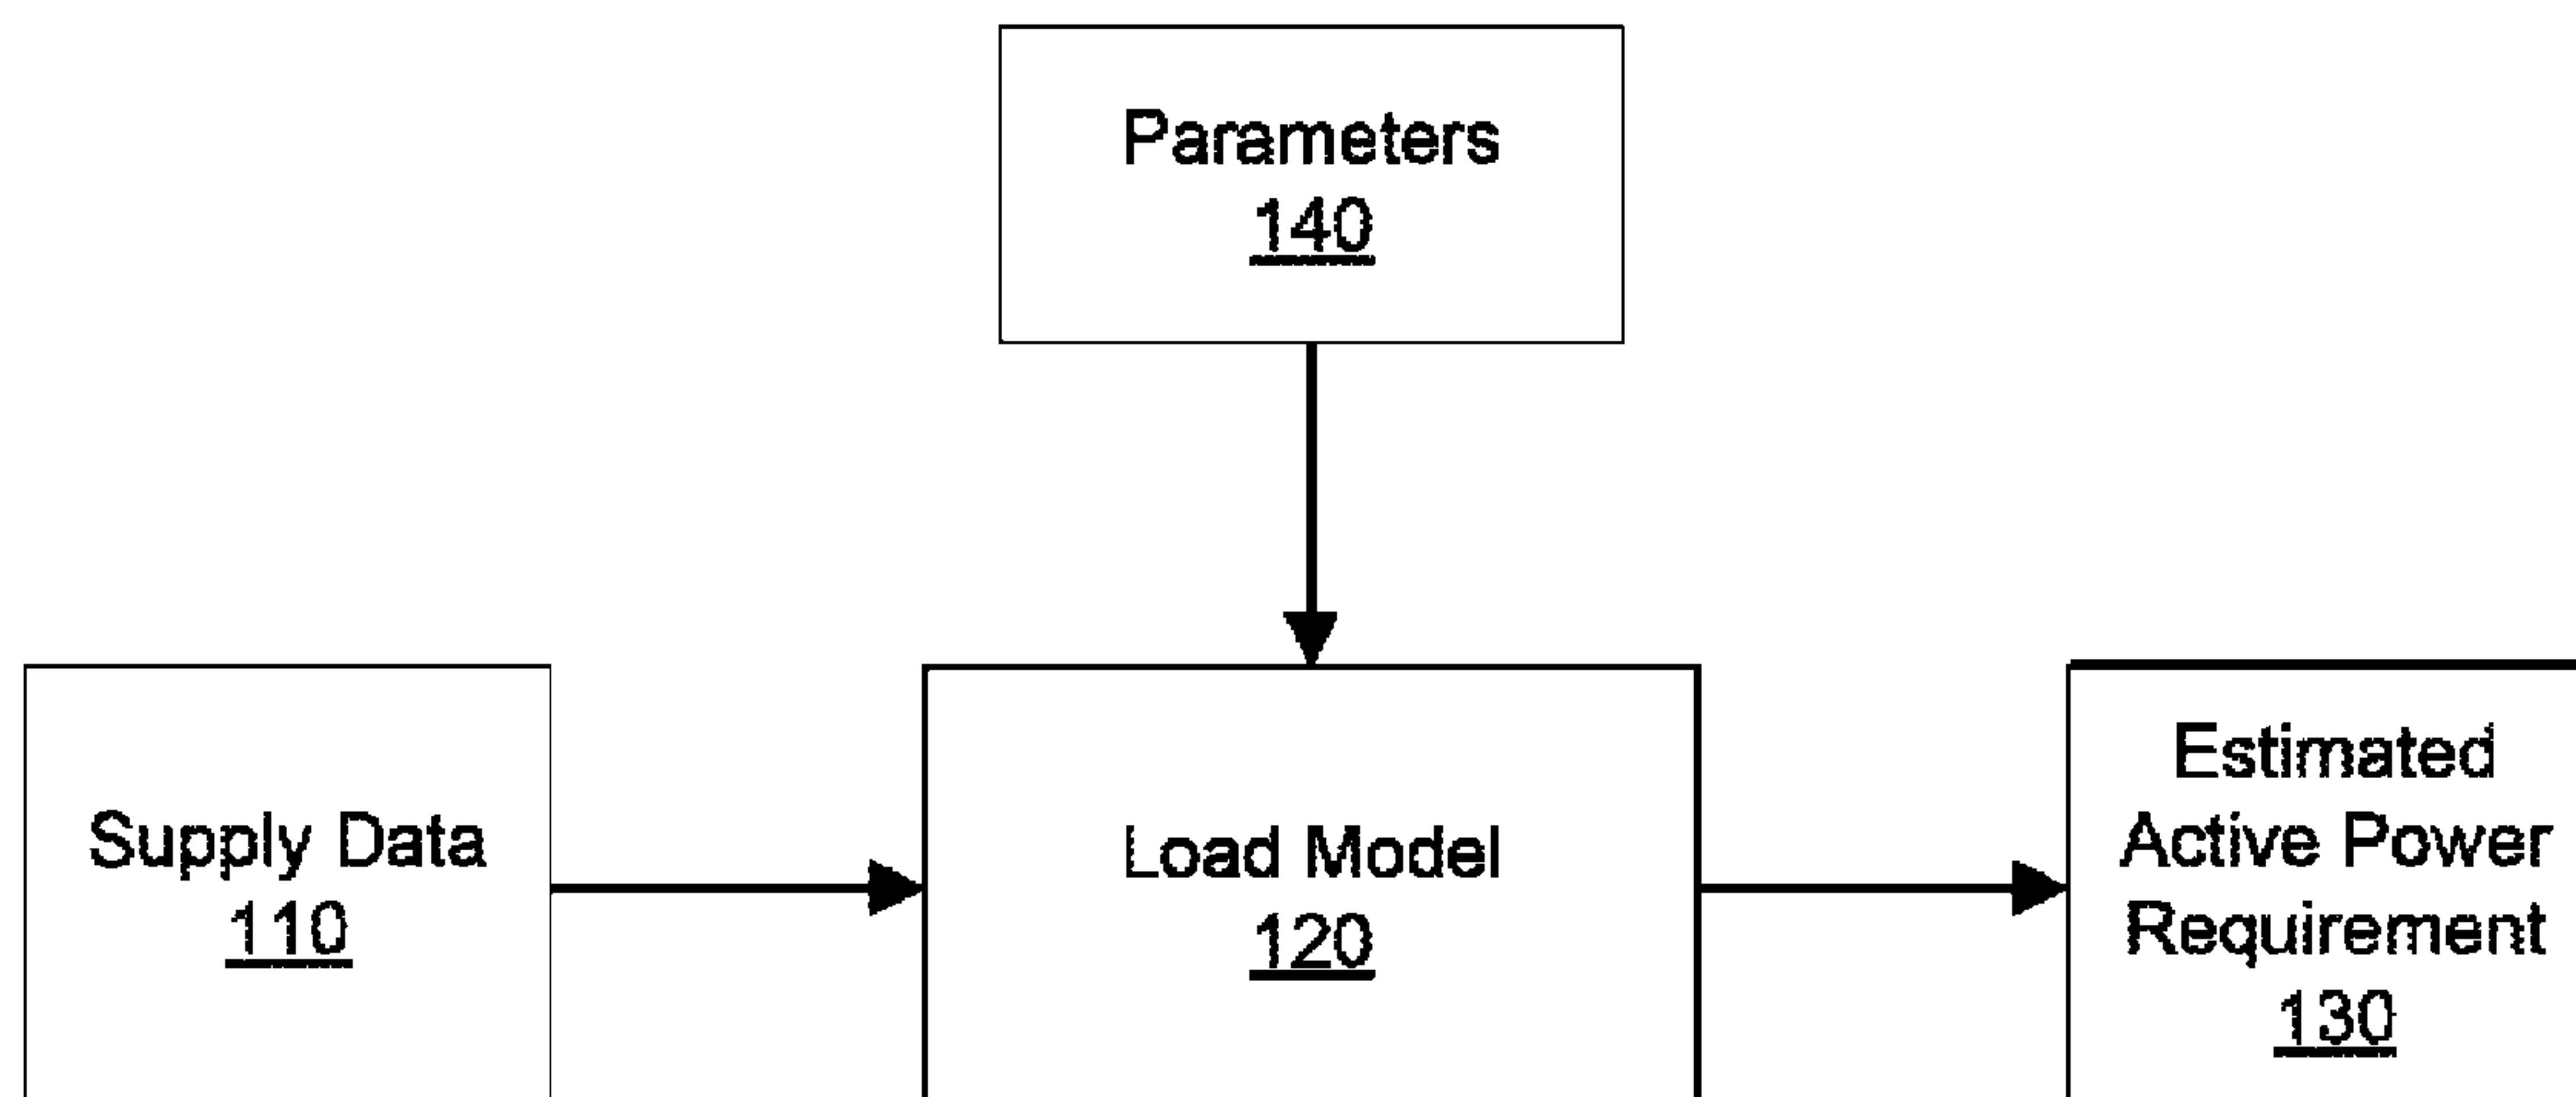 Parameters
140
Supply Data
110
Load Model
120
Estimated
Active Power
Requirement
130